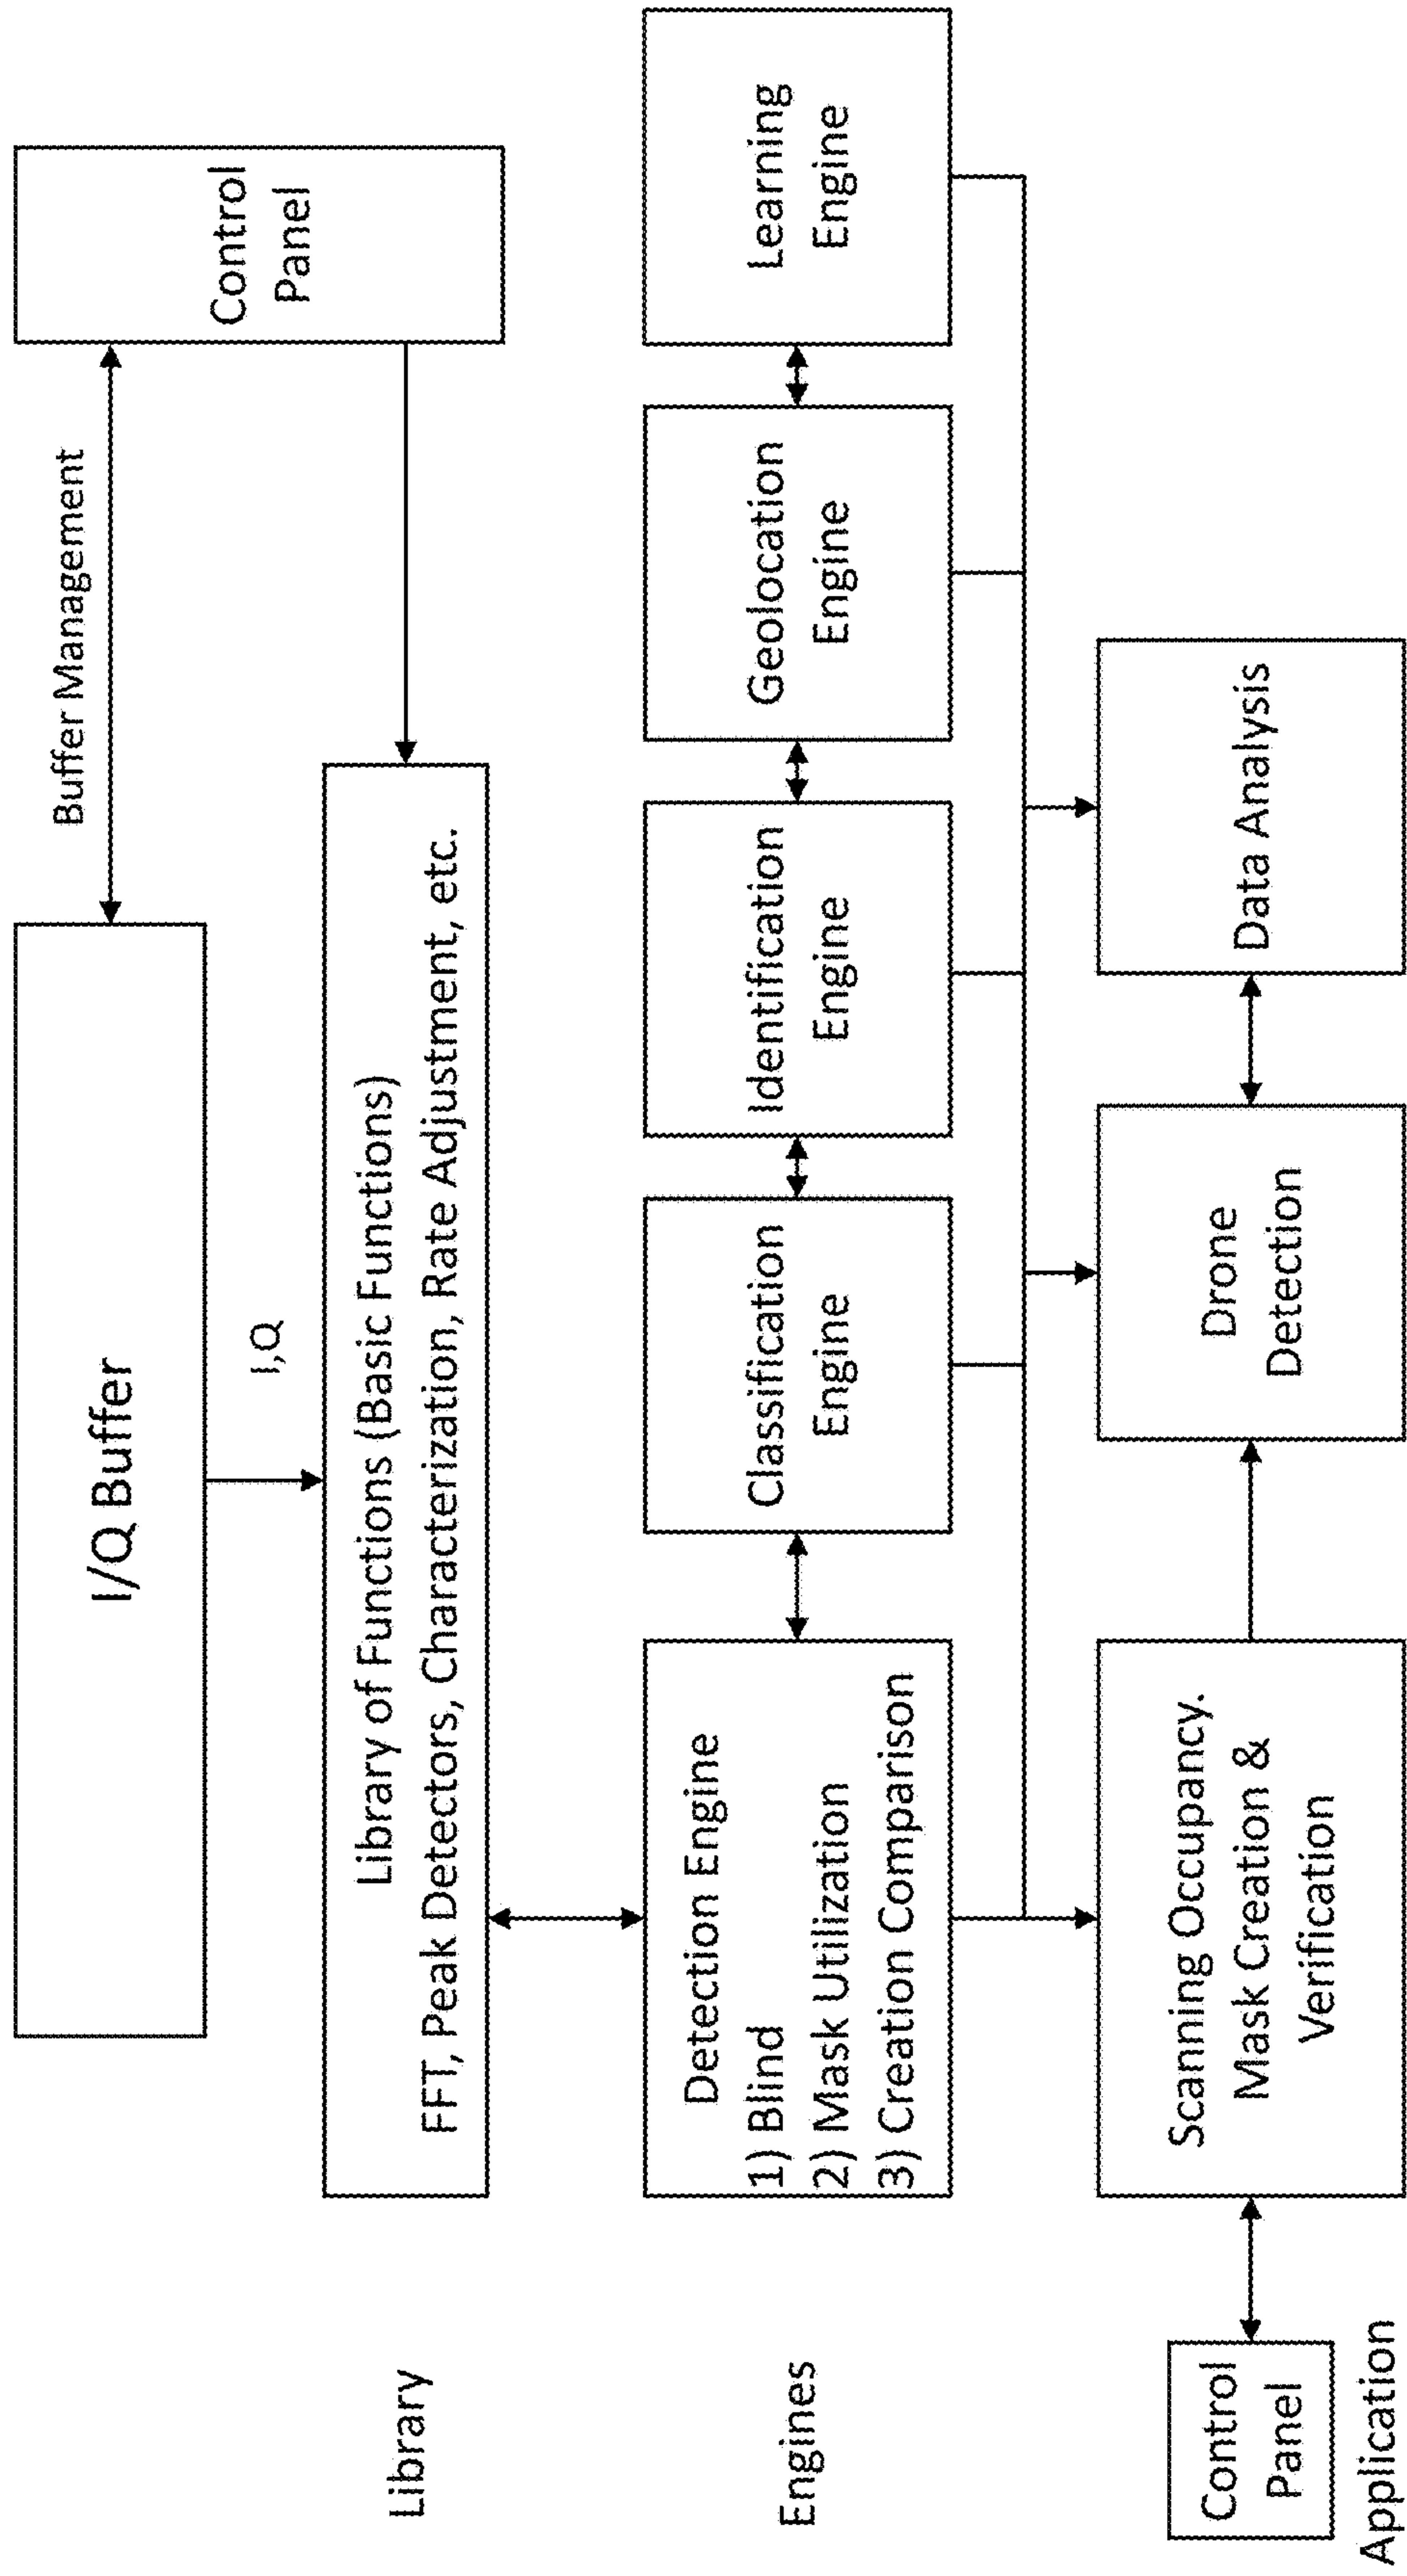 I/Q Buffer
Buffer Management
Control
Panel
I,Q
Library
Library of Functions (Basic Functions)
FFT, Peak Detectors, Characterization, Rate Adjustment, etc.
Engines
Detection Engine
1) Blind
2) Mask Utilization
3) Creation Comparison
Classification
Engine
Identification
Engine
Geolocation
Engine
Learning
Engine
Control
Panel
Application
Scanning Occupancy.
Mask Creation &
Verification
Drone
Detection
Data Analysis